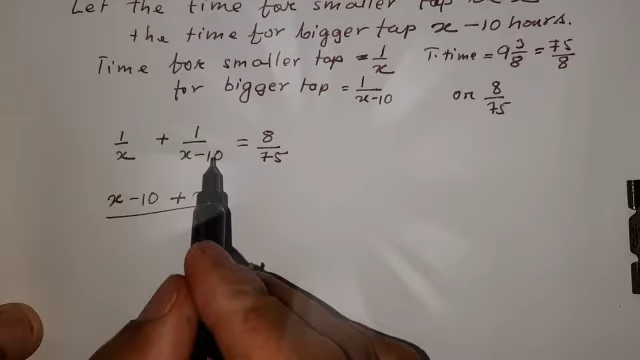 Let the time for smaller tap
the time for bigger tap x-10 hours.
Time for smaller tap = 1/x T.time = 9 3/8 = 75/8
for bigger tap = 1/x-10 or 8/75
1/x + 1/x-10 = 8/75
x-10 +